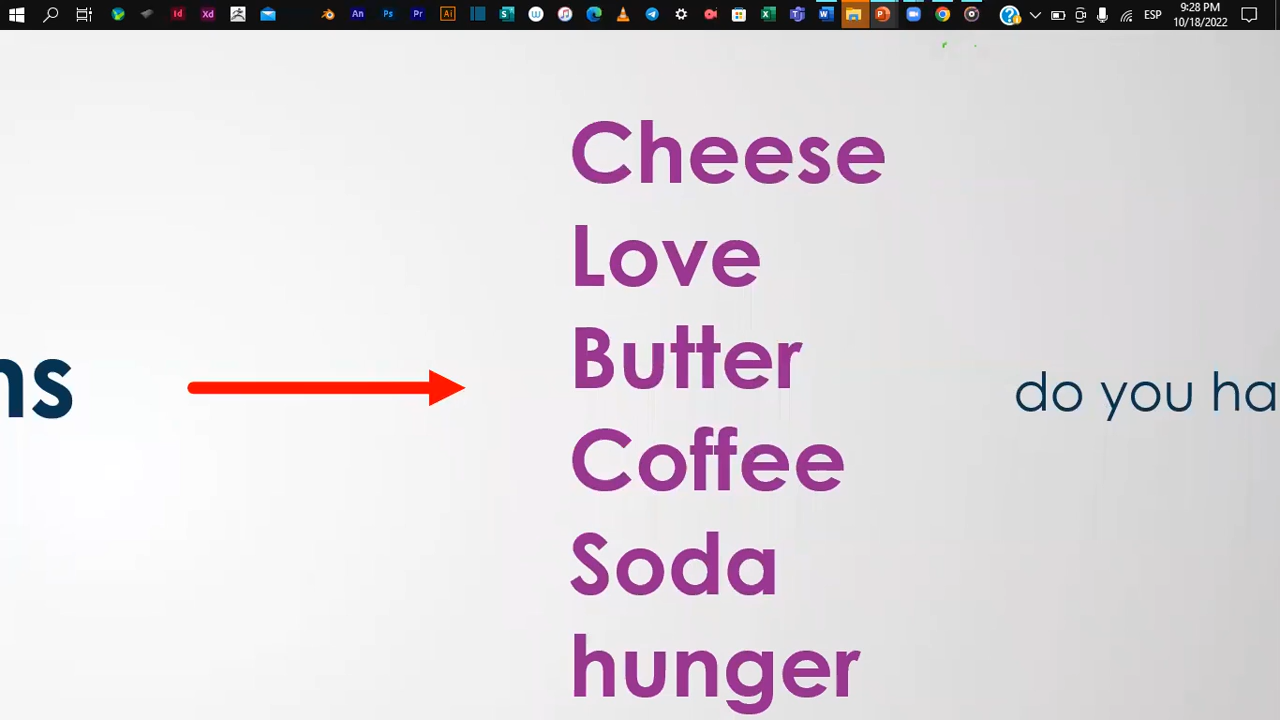 9:28 PM
ESP
10/18/2022
Cheese
Love
Butter
ns
do you ha
Coffee
Soda
hunger